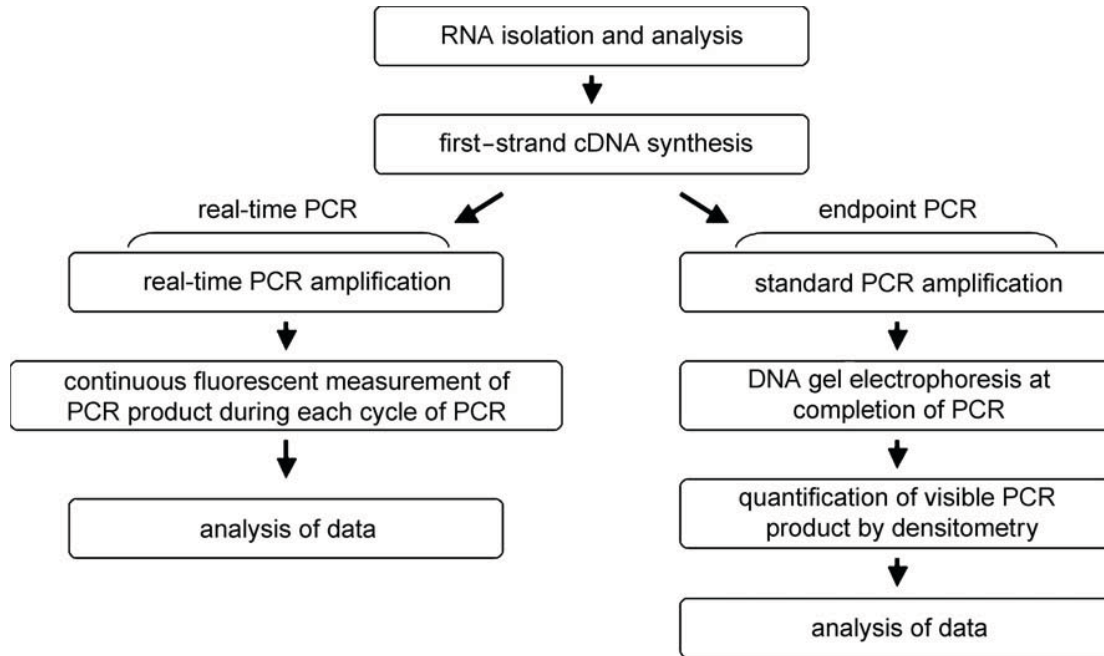 RNA isolation and analysis
first-strand cDNA synthesis
real-time PCR
real-time PCR amplification
continuous fluorescent measurement of
PCR product during each cycle of PCR
analysis of data
endpoint PCR
standard PCR amplification
DNA gel electrophoresis at
completion of PCR
quantification of visible PCR
product by densitometry
analysis of data